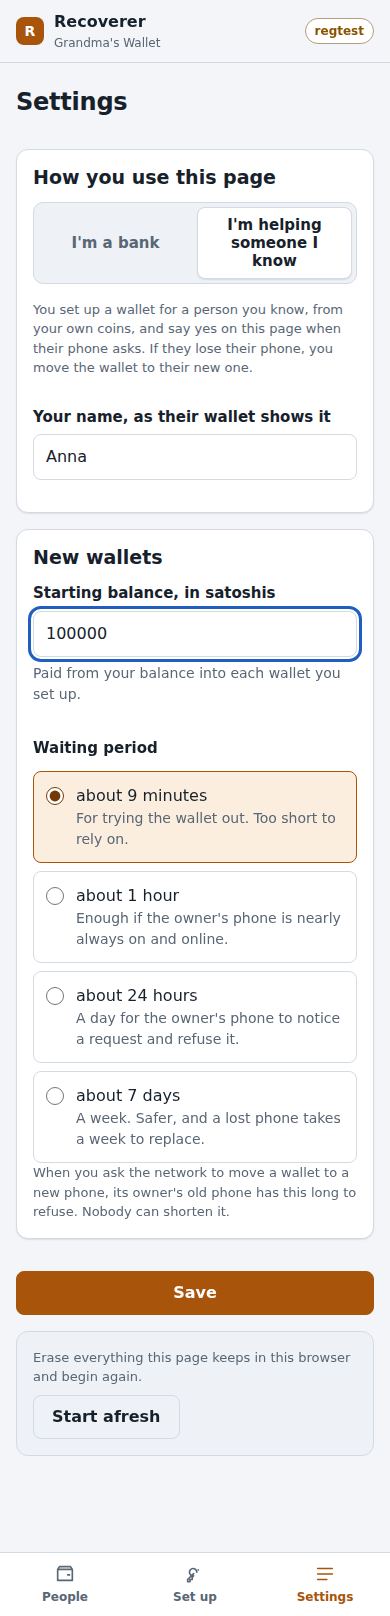 R
Recoverer
Grandma's Wallet
regtest
Settings
How you use this page
I'm a bank
I'm helping
someone I
know
You set up a wallet for a person you know, from
your own coins, and say yes on this page when
their phone asks. If they lose their phone, you
move the wallet to their new one.
Your name, as their wallet shows it
Anna
New wallets
Starting balance, in satoshis
100000
Paid from your balance into each wallet you
set up.
Waiting period
about 9 minutes
For trying the wallet out. Too short to
rely on.
about 1 hour
Enough if the owner's phone is nearly
always on and online.
about 24 hours
A day for the owner's phone to notice
a request and refuse it.
about 7 days
A week. Safer, and a lost phone takes
a week to replace.
When you ask the network to move a wallet to a
new phone, its owner's old phone has this long to
refuse. Nobody can shorten it.
Save
Erase everything this page keeps in this browser
and begin again.
Start afresh
People
Set up
Settings